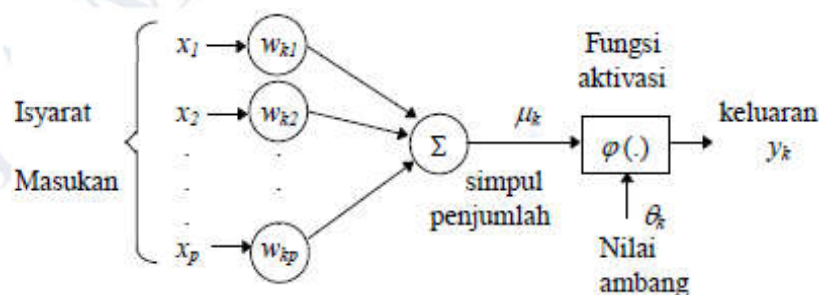 Isyarat
Masukan
x₁
x₂
.
.
.
xₚ
wₖ₁
wₖ₂
.
.
wₖₚ
Σ
simpul
penjumlah
μₖ
Fungsi
aktivasi
φ(.)
θₖ
Nilai
ambang
keluaran
yₖ